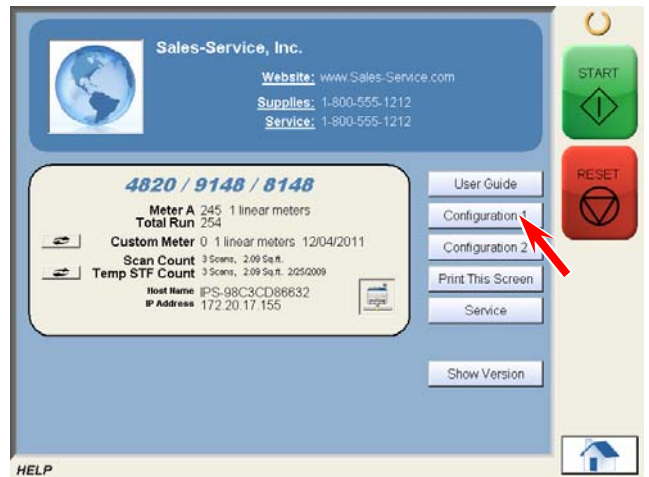 Sales-Service, Inc.
Website: www.Sales-Service.com
Supplies: 1-800-555-1212
Service: 1-800-555-1212
START
RESET
4820 / 9148 / 8148
Meter A 245 1 linear meters
Total Run 254
Custom Meter 0 1 linear meters 12/04/2011
Scan Count 3 Scans, 2.09 Sq.ft.
Temp STF Count 3 Scans, 2.09 Sq.ft. 2/25/2009
Host Name IPS-98C3CD86632
IP Address 172.20.17.155
User Guide
Configuration 1
Configuration 2
Print This Screen
Service
Show Version
HELP